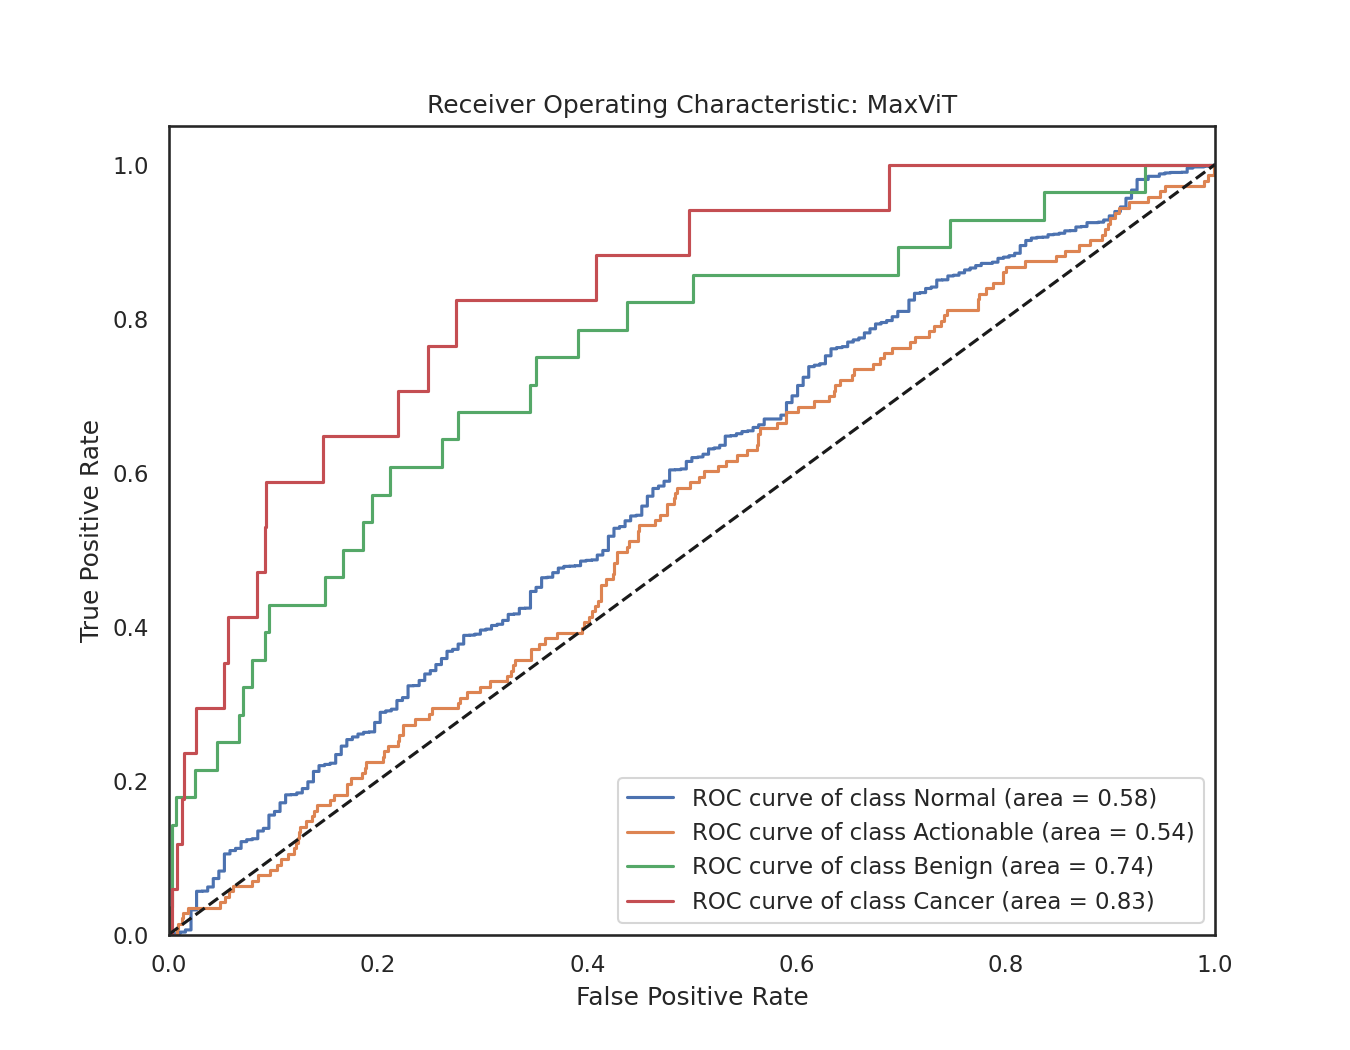 Receiver Operating Characteristic: MaxViT
1.0
0.8
0.6
0.4
0.2
0.0
True Positive Rate
ROC curve of class Normal (area = 0.58)
ROC curve of class Actionable (area = 0.54)
ROC curve of class Benign (area = 0.74)
ROC curve of class Cancer (area = 0.83)
0.0 0.2 0.4 0.6 0.8 1.0
False Positive Rate